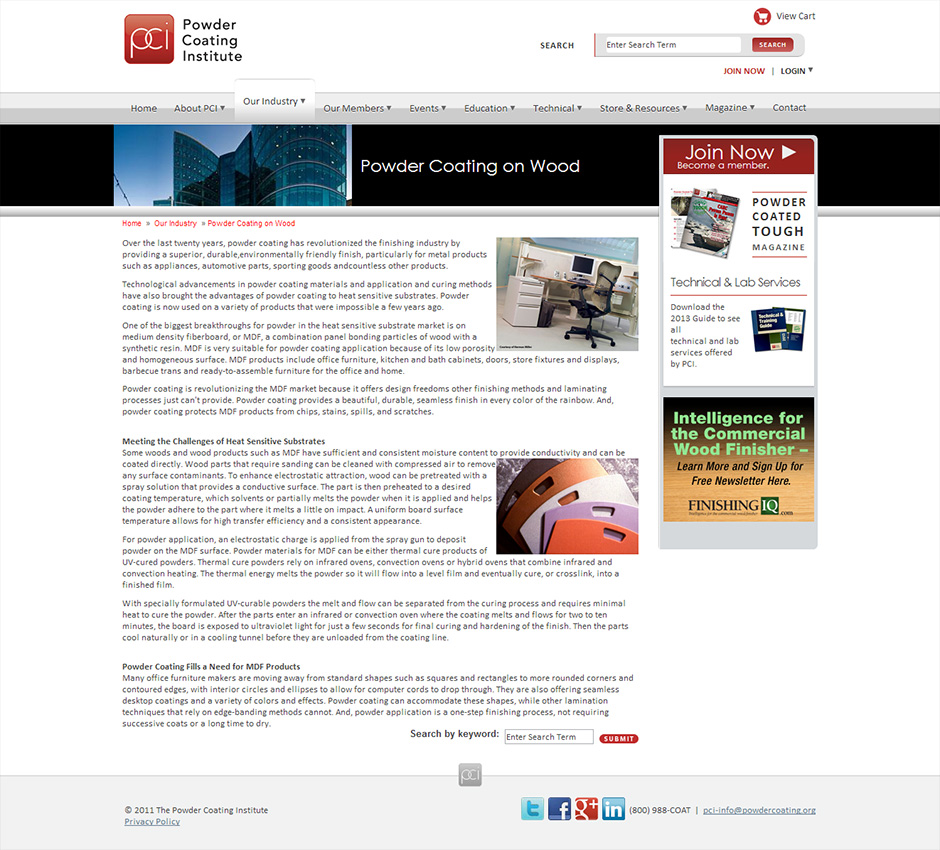 View Cart
pci Powder
Coating
Institute
SEARCH Enter Search Term SEARCH
JOIN NOW | LOGIN ▼
Home About PCI ▼ Our Industry ▼ Our Members ▼ Events ▼ Education ▼ Technical ▼ Store & Resources ▼ Magazine ▼ Contact
Powder Coating on Wood
Home » Our Industry » Powder Coating on Wood
Over the last twenty years, powder coating has revolutionized the finishing industry by
providing a superior, durable,environmentally friendly finish, particularly for metal products
such as appliances, automotive parts, sporting goods andcountless other products.
Technological advancements in powder coating materials and application and curing methods
have also brought the advantages of powder coating to heat sensitive substrates. Powder
coating is now used on a variety of products that were impossible a few years ago.
One of the biggest breakthroughs for powder in the heat sensitive substrate market is on
medium density fiberboard, or MDF, a combination panel bonding particles of wood with a
synthetic resin. MDF is very suitable for powder coating application because of its low porosity
and homogeneous surface. MDF products include office furniture, kitchen and bath cabinets, doors, store fixtures and displays,
barbecue trans and ready-to-assemble furniture for the office and home.
Powder coating is revolutionizing the MDF market because it offers design freedoms other finishing methods and laminating
processes just can't provide. Powder coating provides a beautiful, durable, seamless finish in every color of the rainbow. And,
powder coating protects MDF products from chips, stains, spills, and scratches.
Meeting the Challenges of Heat Sensitive Substrates
Some woods and wood products such as MDF have sufficient and consistent moisture content to provide conductivity and can be
coated directly. Wood parts that require sanding can be cleaned with compressed air to remove
any surface contaminants. To enhance electrostatic attraction, wood can be pretreated with a
spray solution that provides a conductive surface. The part is then preheated to a desired
coating temperature, which solvents or partially melts the powder when it is applied and helps
the powder adhere to the part where it melts a little on impact. A uniform board surface
temperature allows for high transfer efficiency and a consistent appearance.
For powder application, an electrostatic charge is applied from the spray gun to deposit
powder on the MDF surface. Powder materials for MDF can be either thermal cure products of
UV-cured powders. Thermal cure powders rely on infrared ovens, convection ovens or hybrid ovens that combine infrared and
convection heating. The thermal energy melts the powder so it will flow into a level film and eventually cure, or crosslink, into a
finished film.
With specially formulated UV-curable powders the melt and flow can be separated from the curing process and requires minimal
heat to cure the powder. After the parts enter an infrared or convection oven where the coating melts and flows for two to ten
minutes, the board is exposed to ultraviolet light for just a few seconds for final curing and hardening of the finish. Then the parts
cool naturally or in a cooling tunnel before they are unloaded from the coating line.
Powder Coating Fills a Need for MDF Products
Many office furniture makers are moving away from standard shapes such as squares and rectangles to more rounded corners and
contoured edges, with interior circles and ellipses to allow for computer cords to drop through. They are also offering seamless
desktop coatings and a variety of colors and effects. Powder coating can accommodate these shapes, while other lamination
techniques that rely on edge-banding methods cannot. And, powder application is a one-step finishing process, not requiring
successive coats or a long time to dry.
Search by keyword: Enter Search Term SUBMIT
Join Now ▶
Become a member.
POWDER
COATED
TOUGH
MAGAZINE
Technical & Lab Services
Download the
2013 Guide to see
all
technical and lab
services offered
by PCI.
Technical &
Training
Guide
Intelligence for
the Commercial
Wood Finisher –
Learn More and Sign Up for
Free Newsletter Here.
FINISHING IQ.com
pci
© 2011 The Powder Coating Institute
Privacy Policy
(800) 988-COAT | pci-info@powdercoating.org